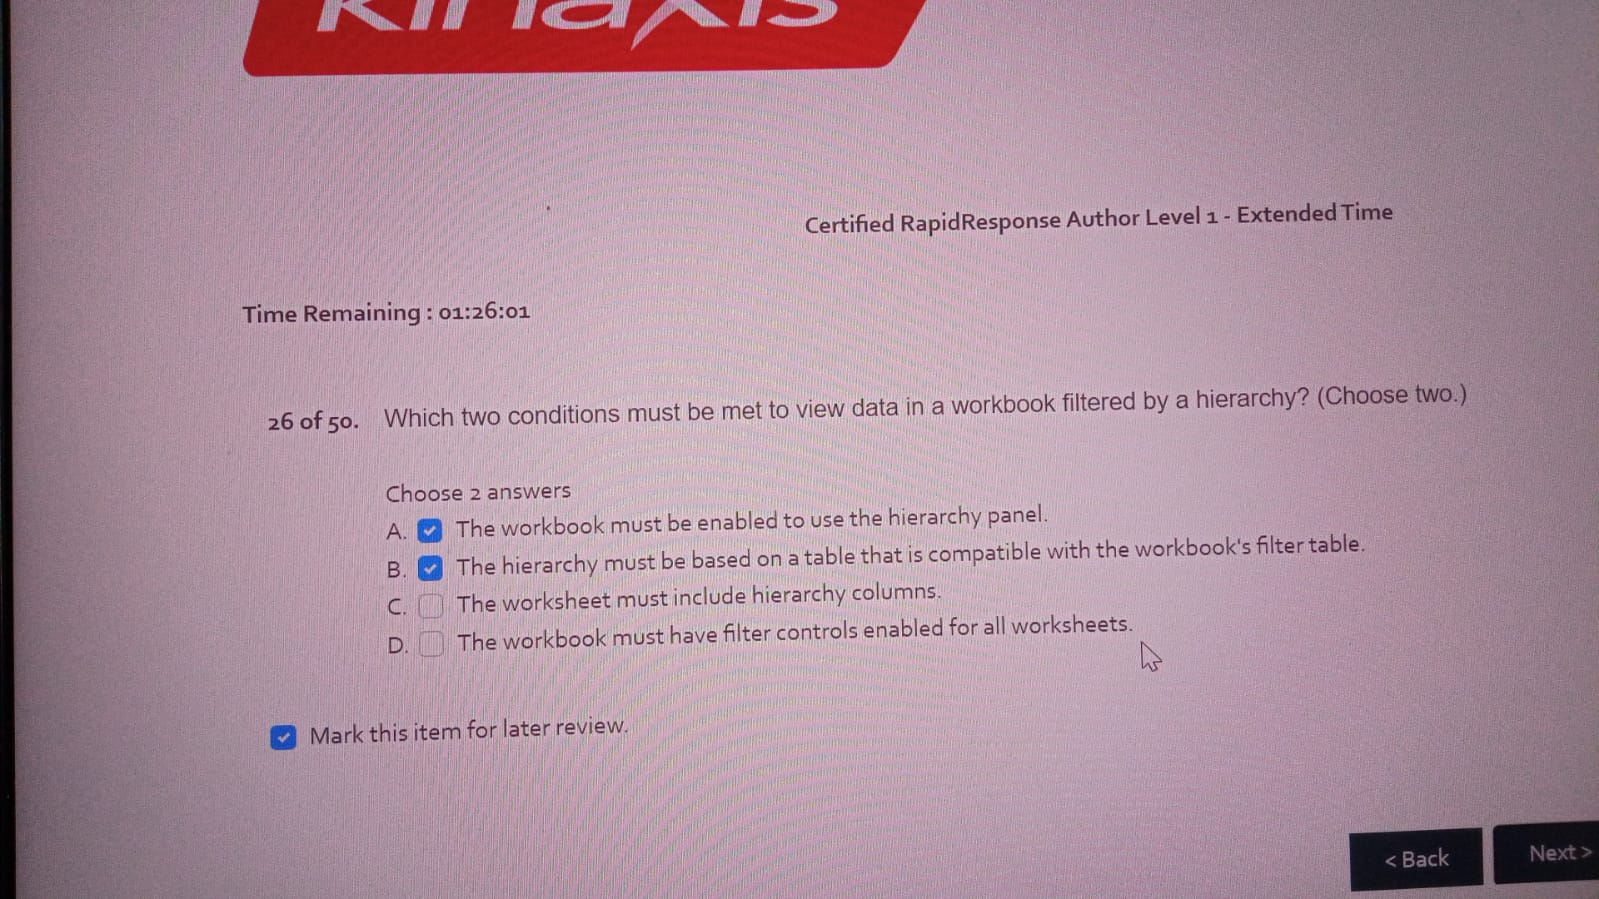 kinaxis
Certified RapidResponse Author Level 1 - Extended Time
Time Remaining : 01:26:01
26 of 50. Which two conditions must be met to view data in a workbook filtered by a hierarchy? (Choose two.)
Choose 2 answers
A. The workbook must be enabled to use the hierarchy panel.
B. The hierarchy must be based on a table that is compatible with the workbook's filter table.
C. The worksheet must include hierarchy columns.
D. The workbook must have filter controls enabled for all worksheets.
Mark this item for later review.
< Back
Next >